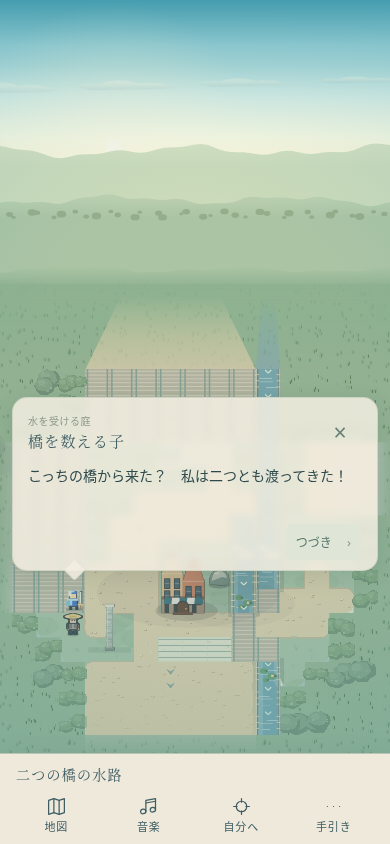 水を受ける庭
橋を数える子
×
こっちの橋から来た？　私は二つとも渡ってきた！
つづき ›
二つの橋の水路
地図 音楽 自分へ 手引き